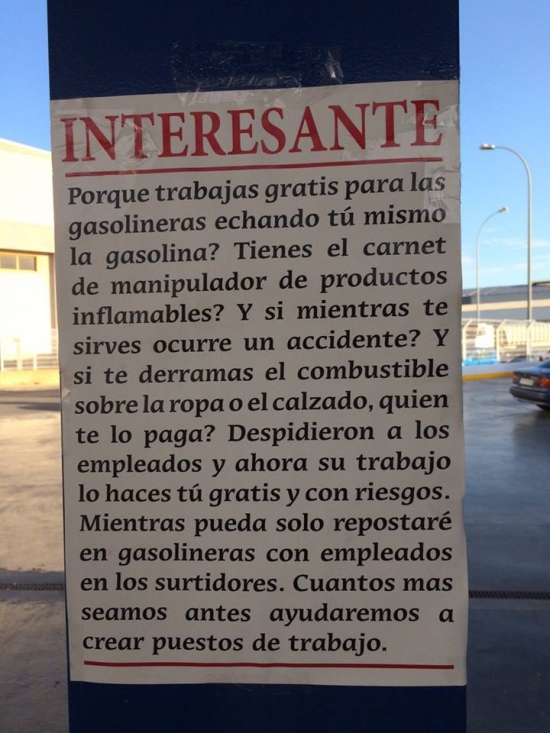 INTERESANTE
Porque trabajas gratis para las
gasolineras echando tú mismo
la gasolina? Tienes el carnet
de manipulador de productos
inflamables? Y si mientras te
sirves ocurre un accidente? Y
si te derramas el combustible
sobre la ropa o el calzado, quien
te lo paga? Despidieron a los
empleados y ahora su trabajo
lo haces tú gratis y con riesgos.
Mientras pueda solo repostaré
en gasolineras con empleados
en los surtidores. Cuantos mas
seamos antes ayudaremos a
crear puestos de trabajo.